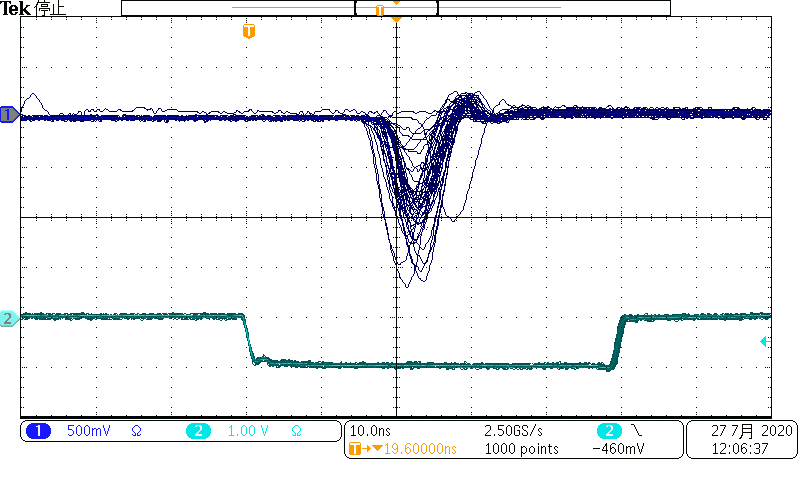 Tek 停止
T
T
1
2
1 500mV Ω 2 1.00 V Ω
10.0ns 2.50GS/s 2 -460mV
T→▼19.60000ns 1000 points
27 7月 2020
12:06:37